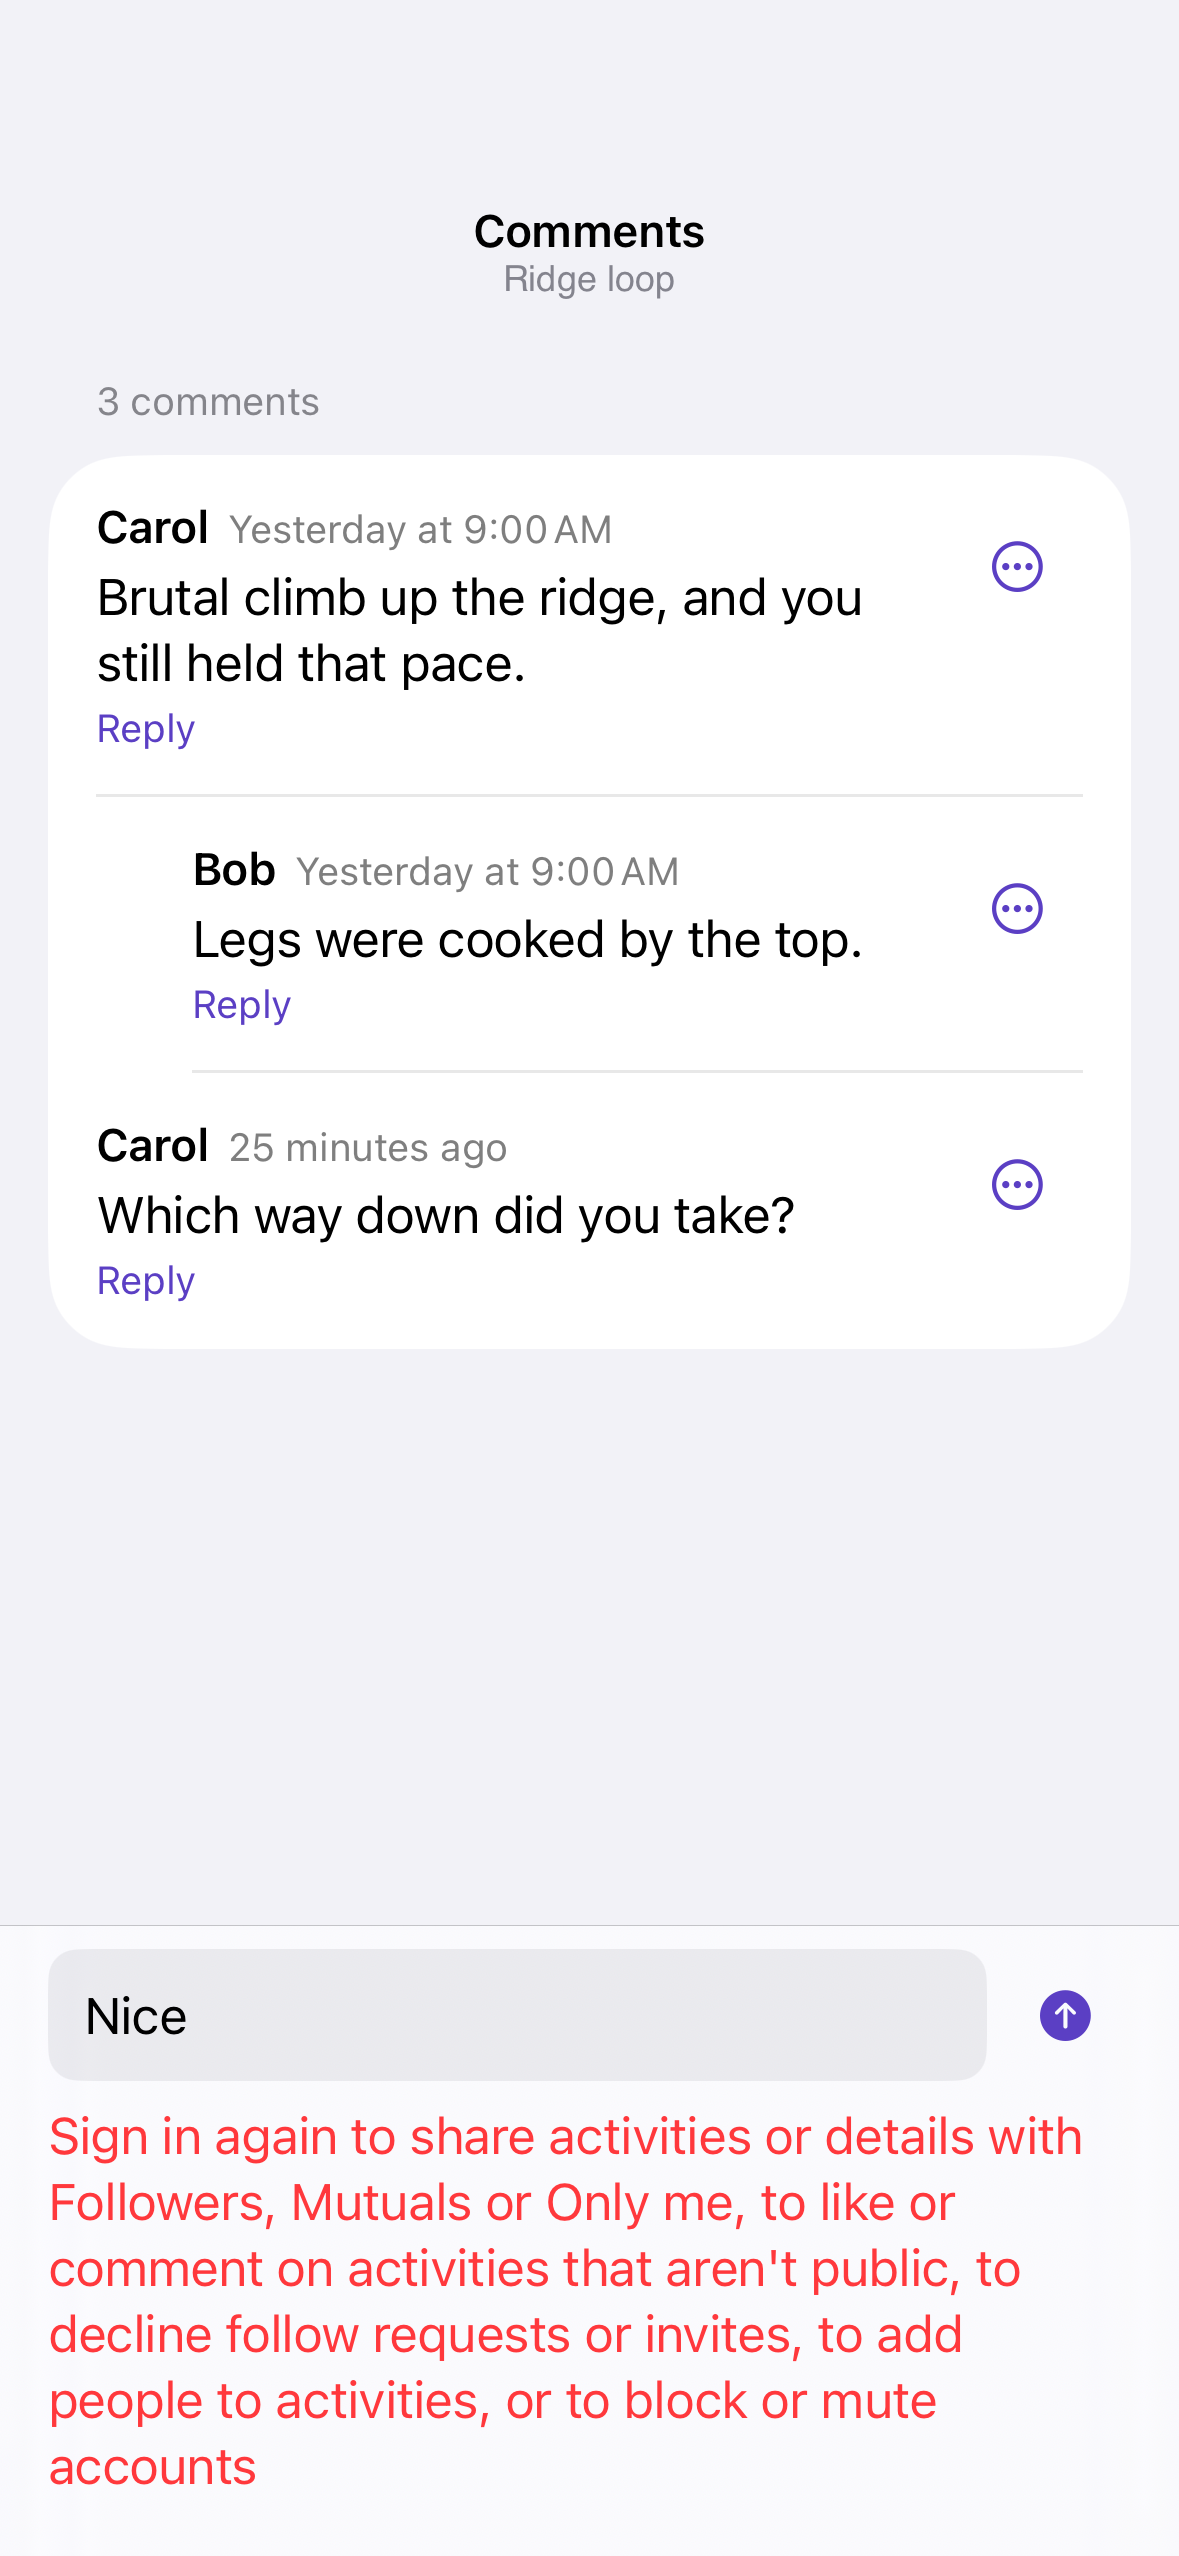 Comments
Ridge loop
3 comments
Carol Yesterday at 9:00 AM
Brutal climb up the ridge, and you
still held that pace.
Reply
Bob Yesterday at 9:00 AM
Legs were cooked by the top.
Reply
Carol 25 minutes ago
Which way down did you take?
Reply
Nice
Sign in again to share activities or details with
Followers, Mutuals or Only me, to like or
comment on activities that aren't public, to
decline follow requests or invites, to add
people to activities, or to block or mute
accounts